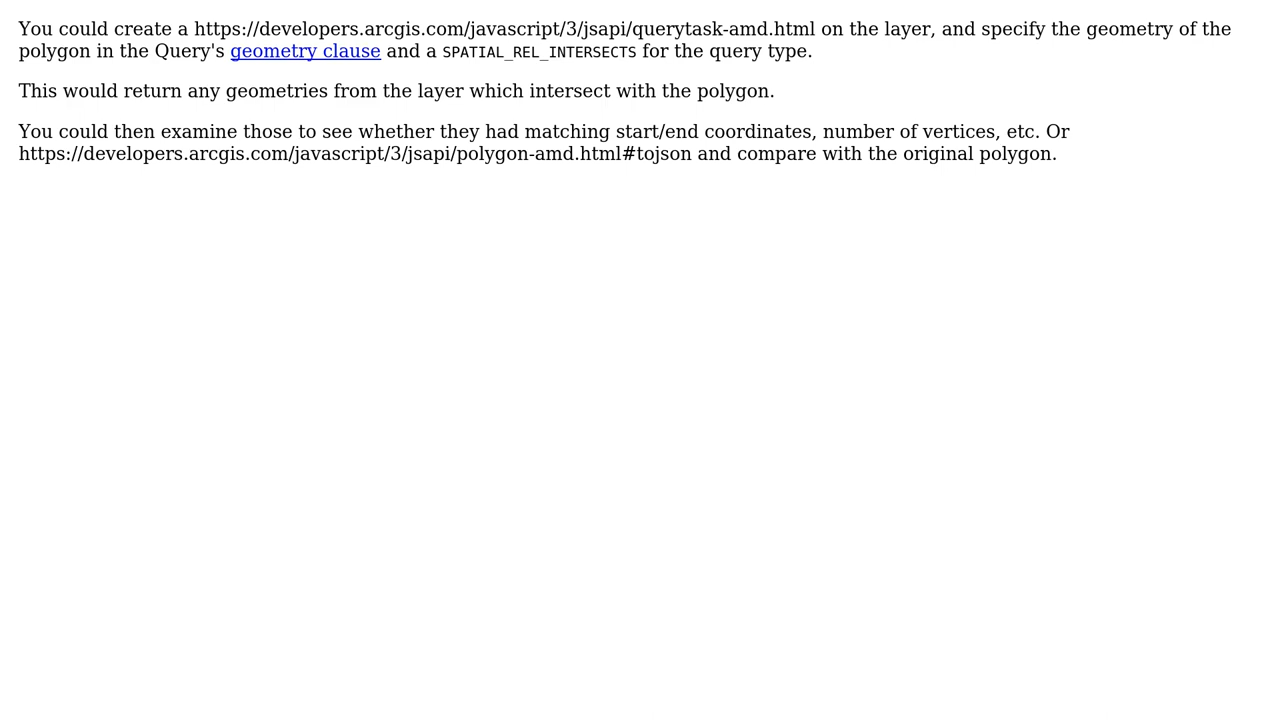 You could create a https://developers.arcgis.com/javascript/3/jsapi/querytask-amd.html on the layer, and specify the geometry of the
polygon in the Query's geometry clause and a SPATIAL_REL_INTERSECTS for the query type.
This would return any geometries from the layer which intersect with the polygon.
You could then examine those to see whether they had matching start/end coordinates, number of vertices, etc. Or
https://developers.arcgis.com/javascript/3/jsapi/polygon-amd.html#tojson and compare with the original polygon.